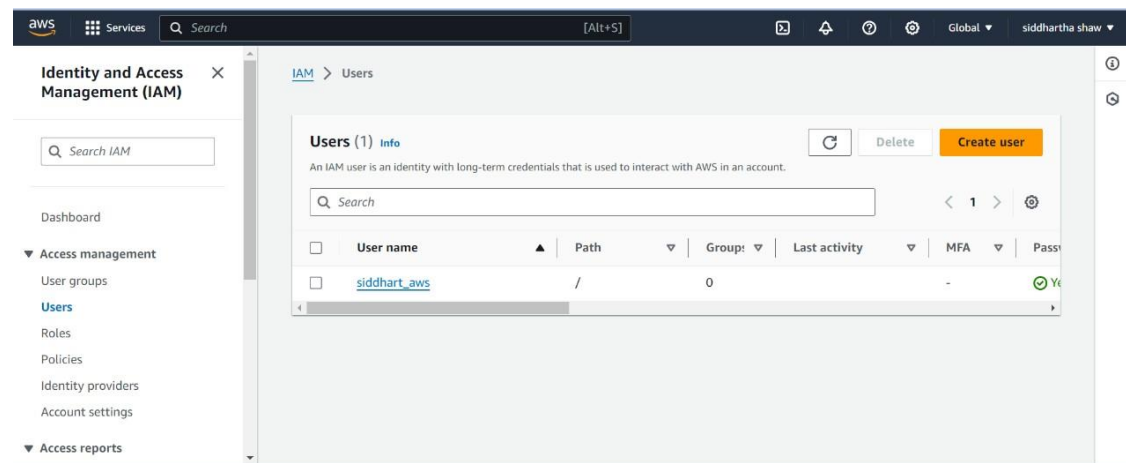 aws Services Search [Alt+S] Global siddhartha shaw
Identity and Access
Management (IAM)
Search IAM
Dashboard
Access management
User groups
Users
Roles
Policies
Identity providers
Account settings
Access reports
IAM > Users
Users (1) Info Delete Create user
An IAM user is an identity with long-term credentials that is used to interact with AWS in an account.
Search 1
User name Path Group Last activity MFA Pass
siddhart_aws / 0 - Ye